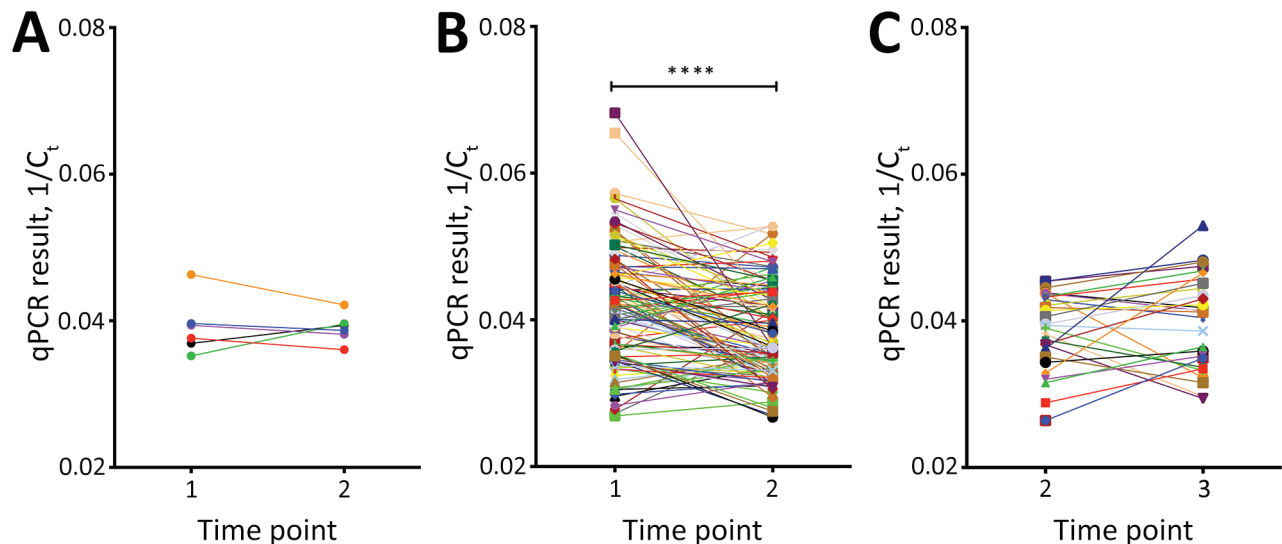 A
qPCR result, 1/Ct
0.08
0.06
0.04
0.02
1 2
Time point
B
qPCR result, 1/Ct
0.08
0.06
0.04
0.02
****
1 2
Time point
C
qPCR result, 1/Ct
0.08
0.06
0.04
0.02
2 3
Time point